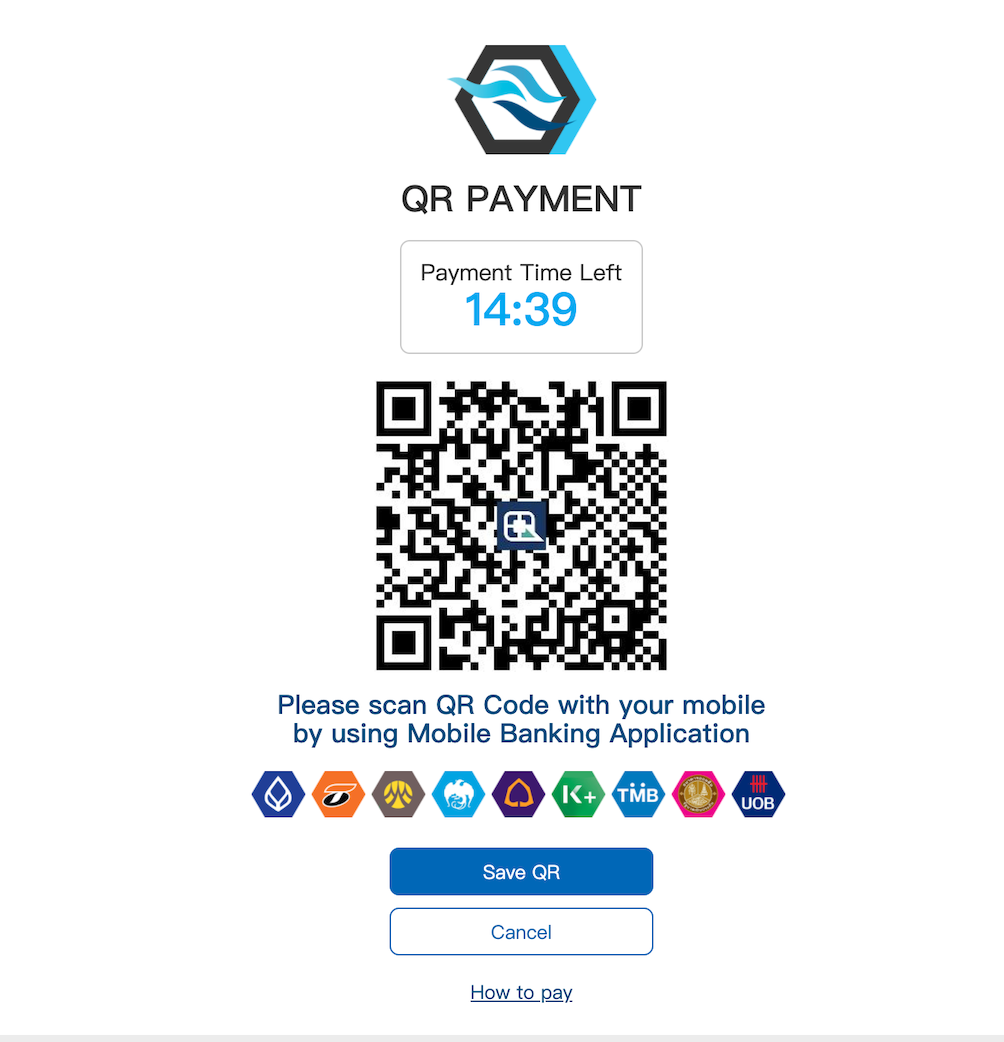 QR PAYMENT
Payment Time Left
14:39
Please scan QR Code with your mobile
by using Mobile Banking Application
K+
TMB
UOB
Save QR
Cancel
How to pay